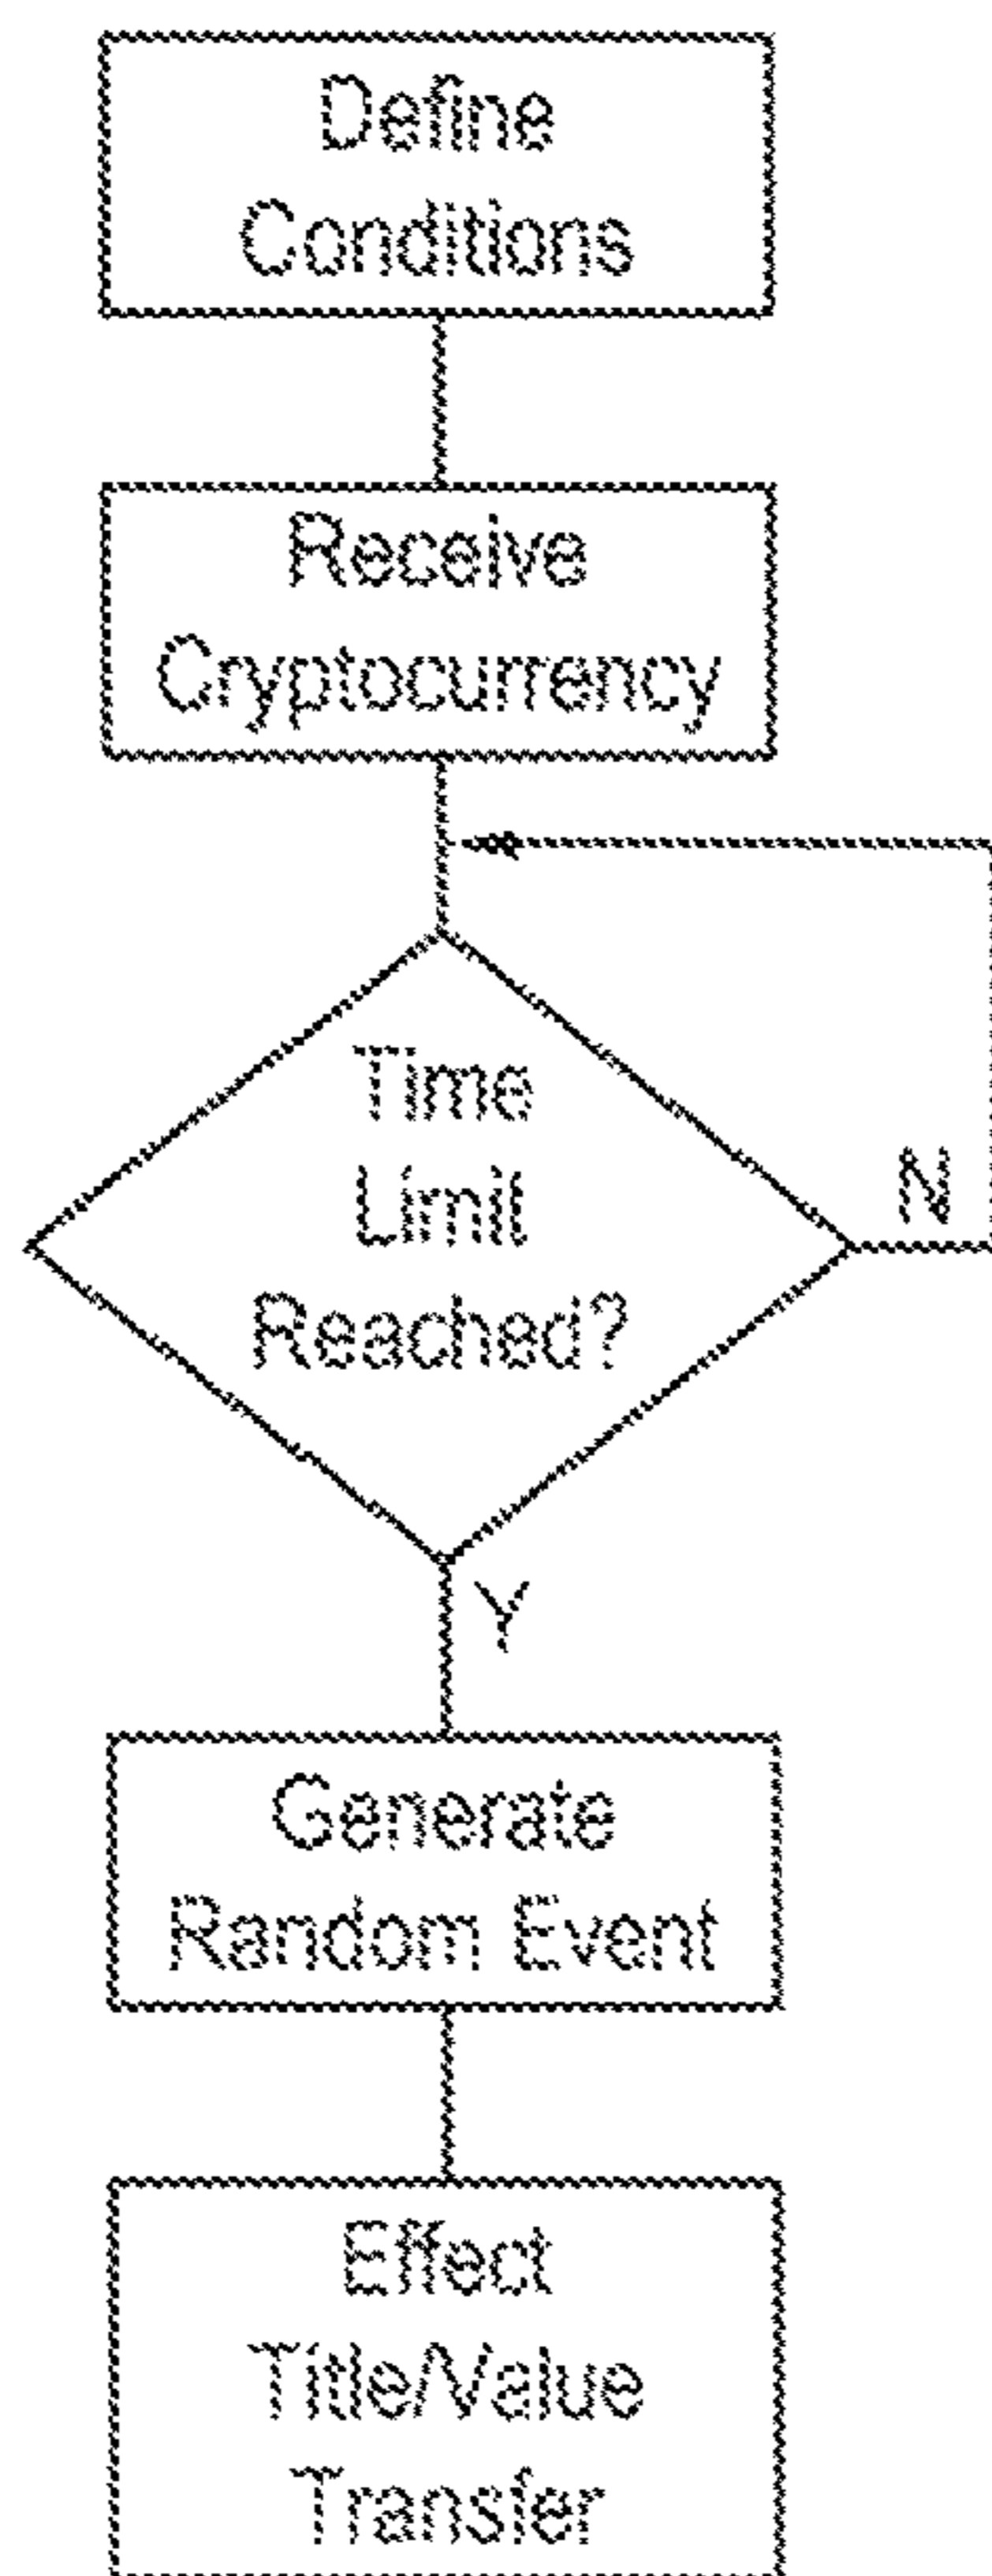 Define
Conditions
Receive
Cryptocurrency
Time
Limit
Reached?
N
Y
Generate
Random Event
Effect
Title/Value
Transfer